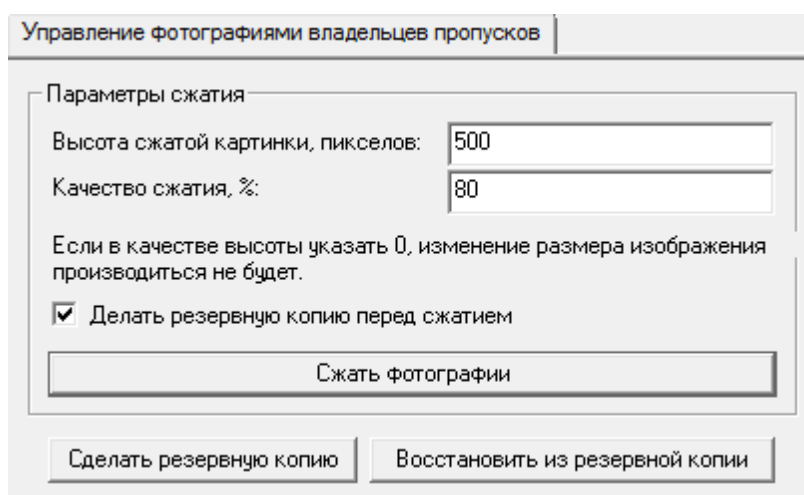 Управление фотографиями владельцев пропусков
Параметры сжатия
Высота сжатой картинки, пикселов: 500
Качество сжатия, %: 80
Если в качестве высоты указать 0, изменение размера изображения
производиться не будет.
Делать резервную копию перед сжатием
Сжать фотографии
Сделать резервную копию Восстановить из резервной копии